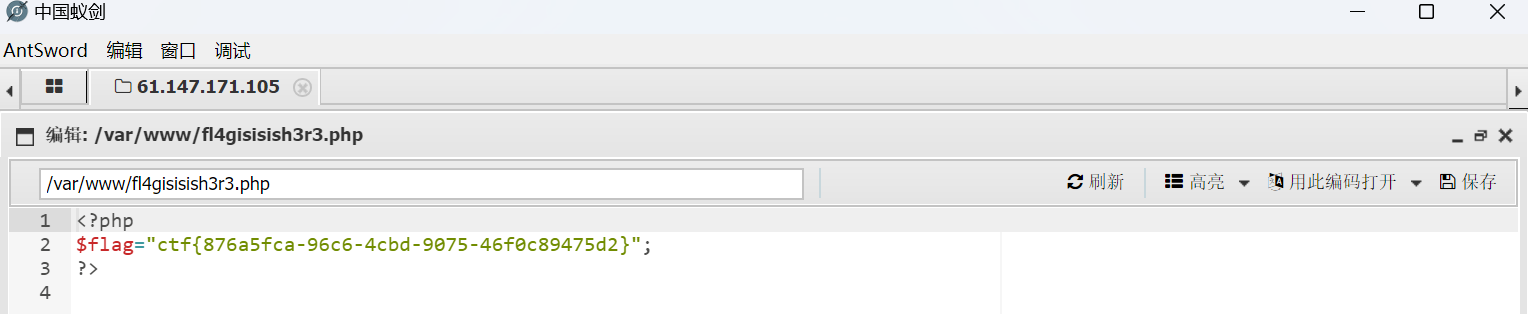 中国蚁剑
AntSword 编辑 窗口 调试
61.147.171.105
编辑: /var/www/fl4gisisish3r3.php
/var/www/fl4gisisish3r3.php 刷新 高亮 用此编码打开 保存
1 <?php
2 $flag="ctf{876a5fca-96c6-4cbd-9075-46f0c89475d2}";
3 ?>
4